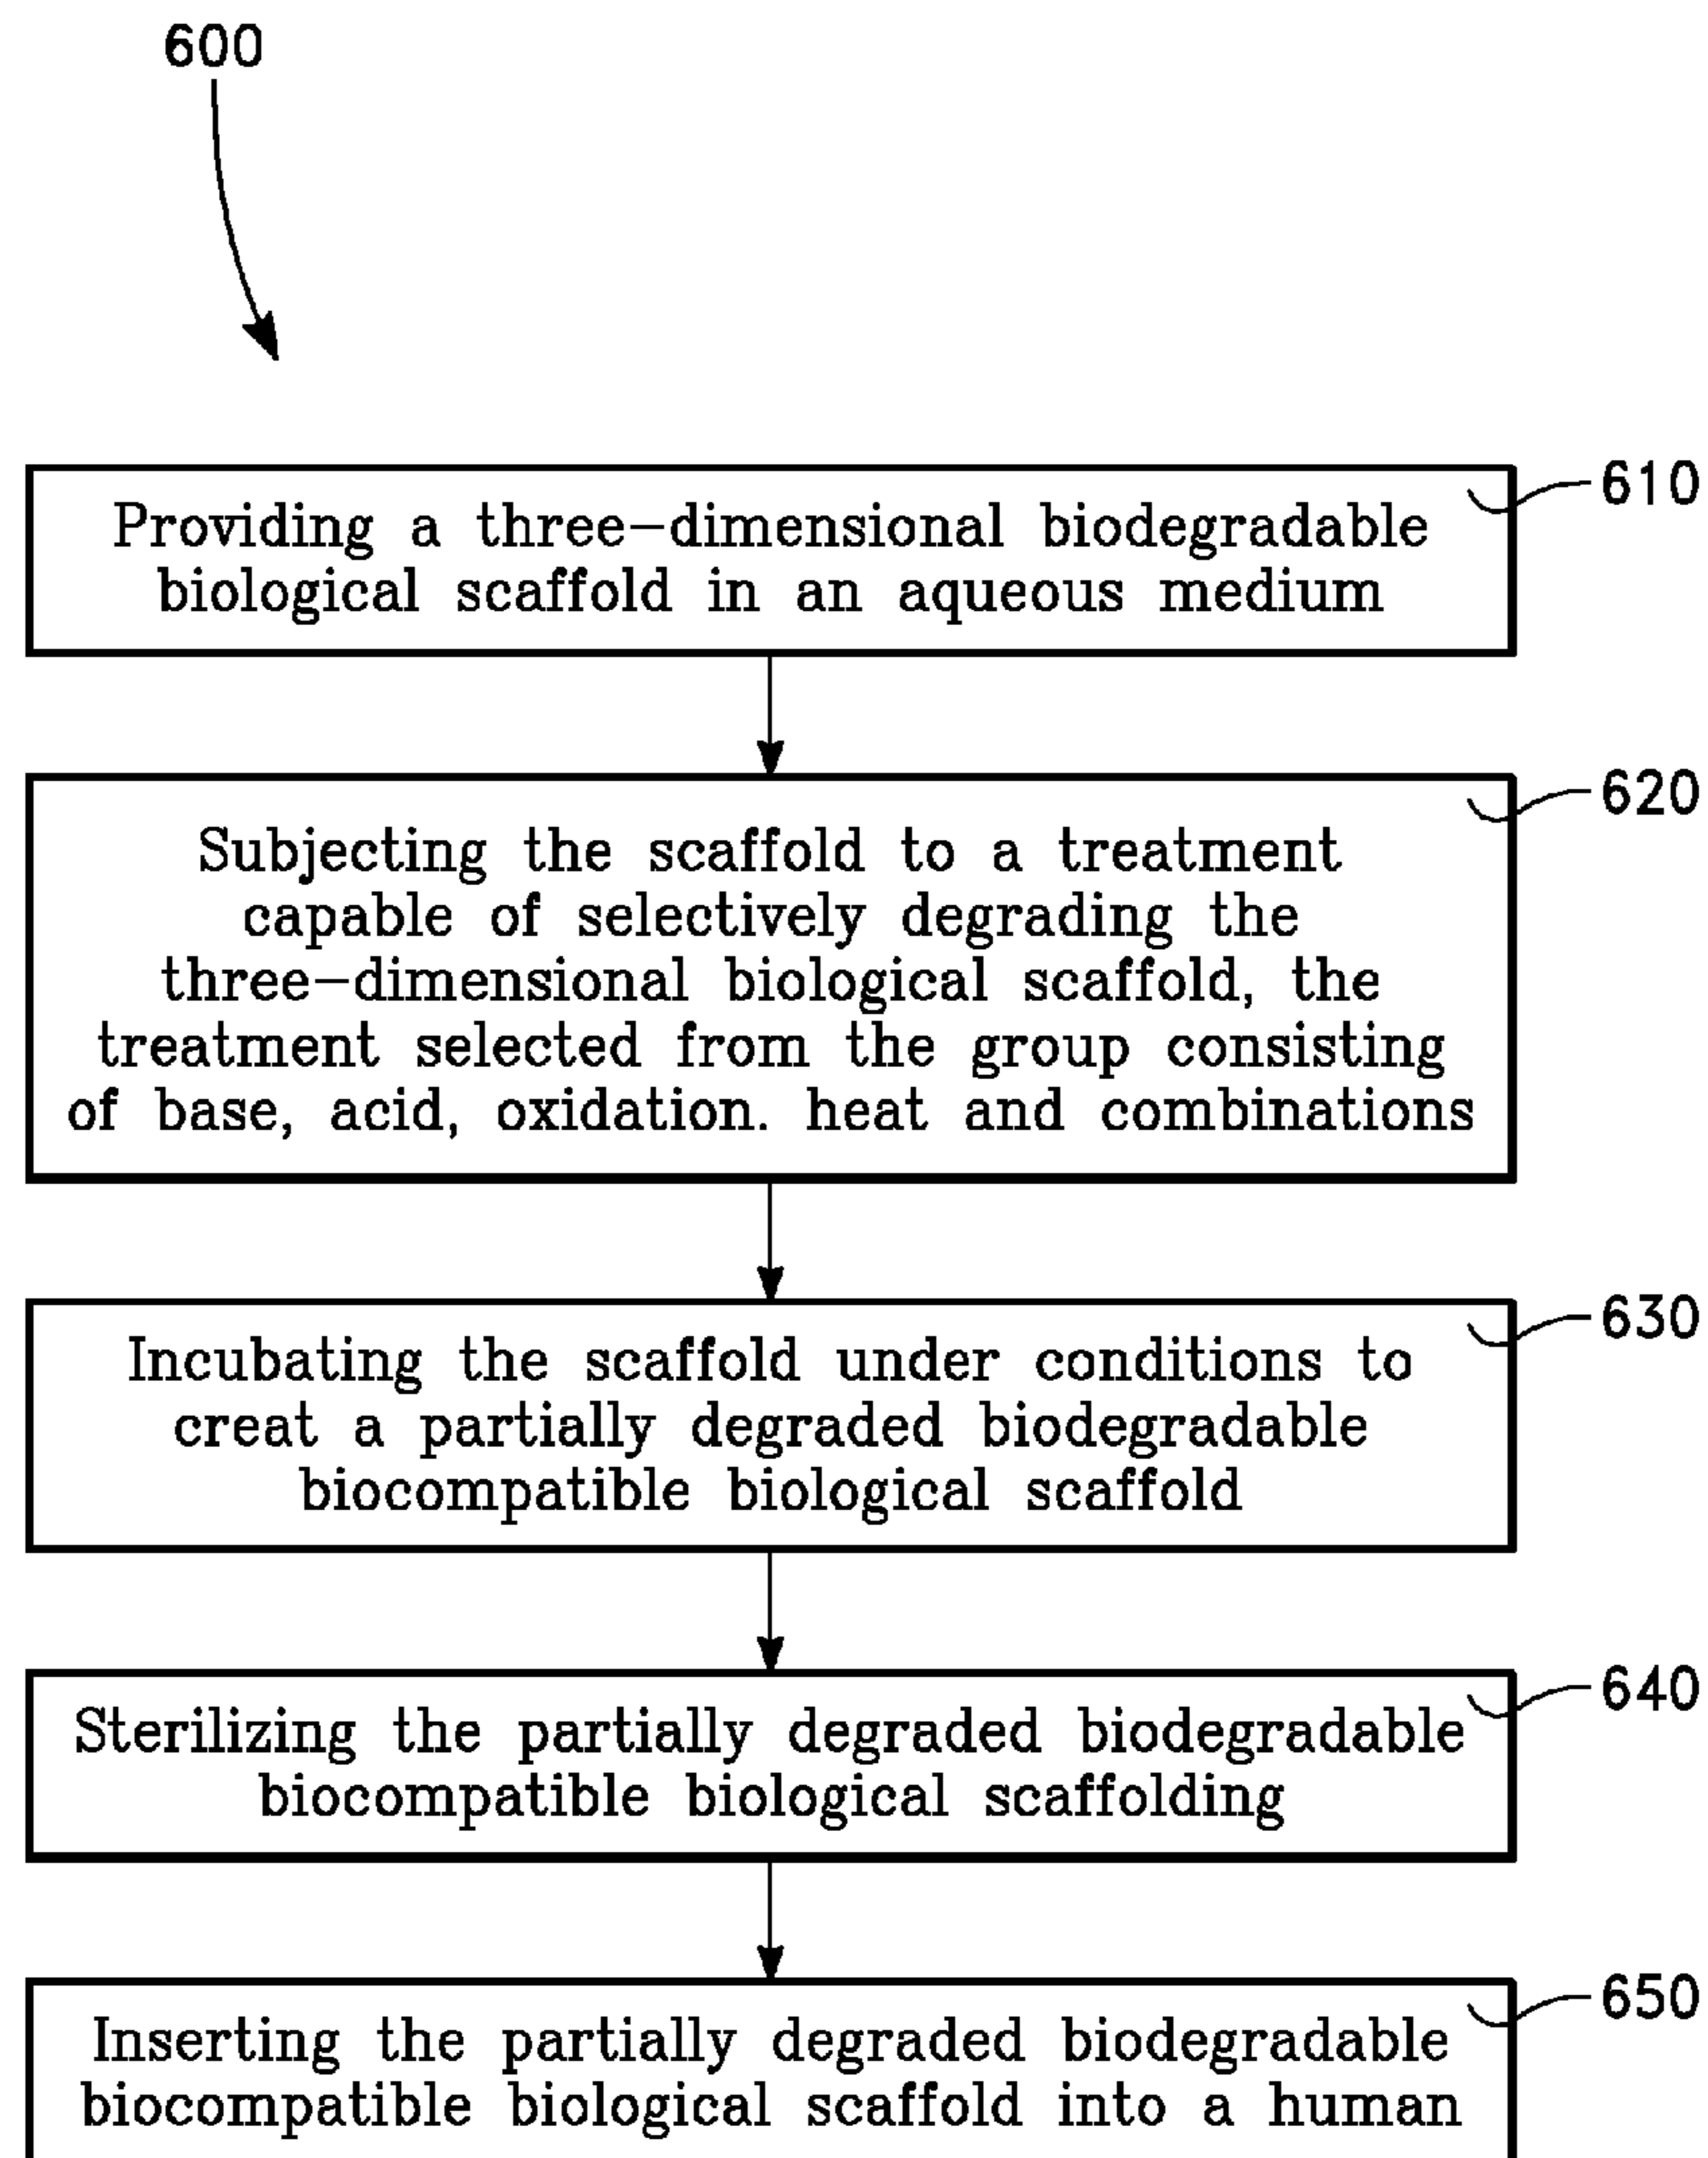 600
610
Providing a three-dimensional biodegradable
biological scaffold in an aqueous medium
620
Subjecting the scaffold to a treatment
capable of selectively degrading the
three-dimensional biological scaffold, the
treatment selected from the group consisting
of base, acid, oxidation. heat and combinations
630
Incubating the scaffold under conditions to
creat a partially degraded biodegradable
biocompatible biological scaffold
640
Sterilizing the partially degraded biodegradable
biocompatible biological scaffolding
650
Inserting the partially degraded biodegradable
biocompatible biological scaffold into a human